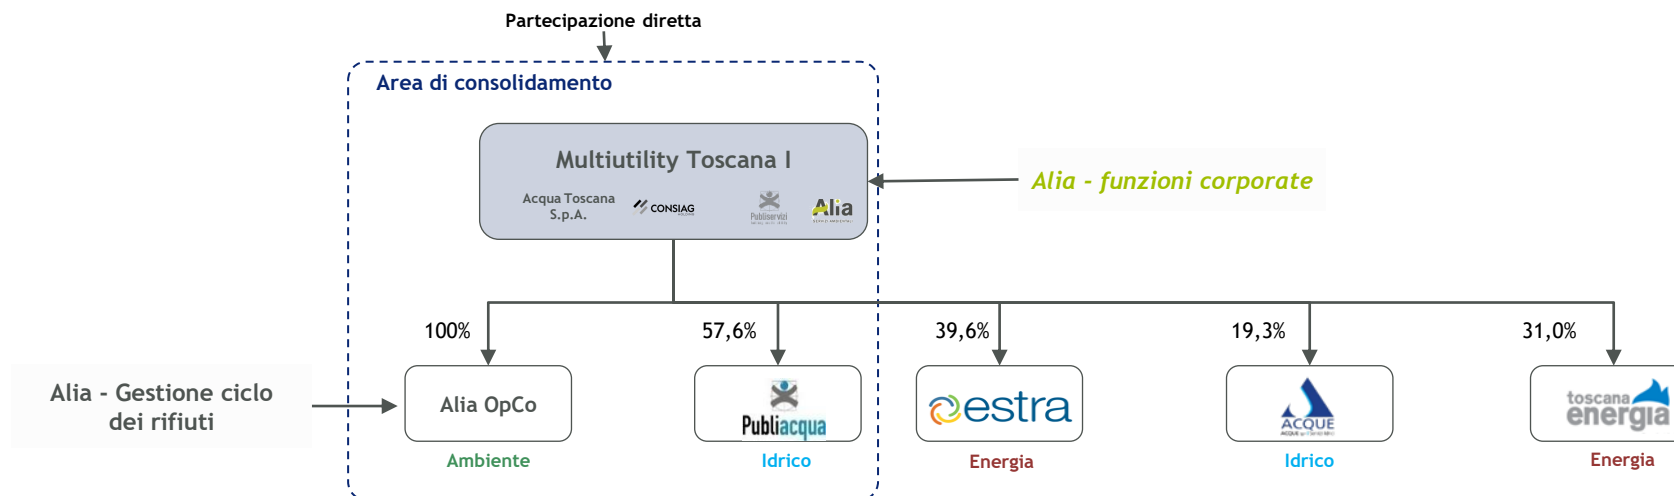 Partecipazione diretta
Area di consolidamento
Multiutility Toscana I
Acqua Toscana
S.p.A.
CONSIAG
Publiservizi
Alia
Alia - funzioni corporate
100%
57,6%
39,6%
19,3%
31,0%
Alia - Gestione ciclo
dei rifiuti
Alia OpCo
Publiacqua
estra
ACQUE
toscana
energia
Ambiente
Idrico
Energia
Idrico
Energia